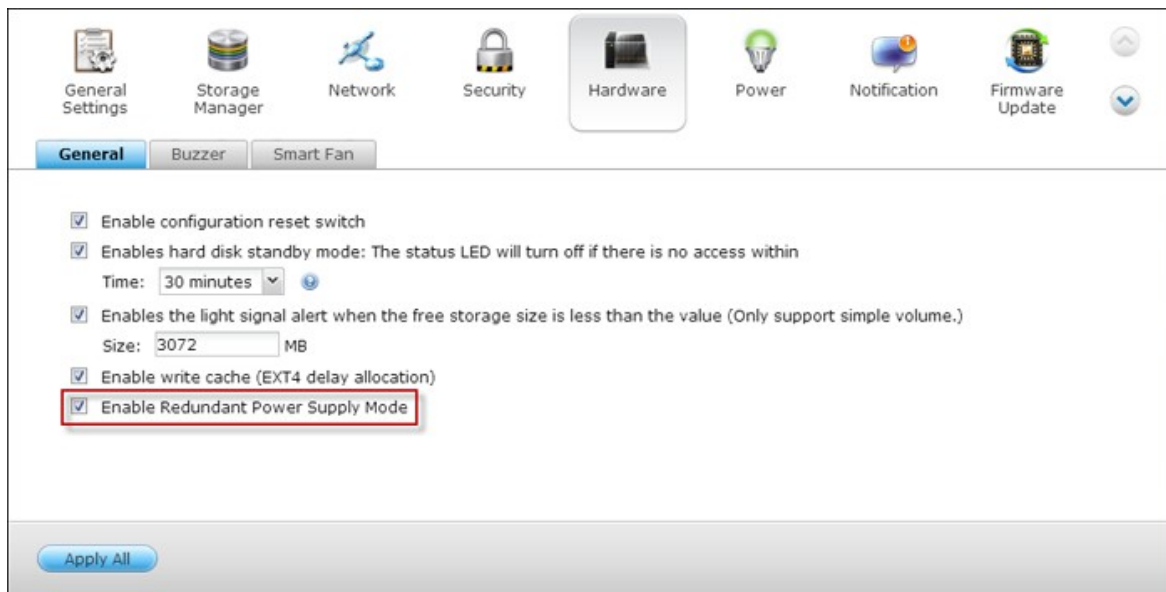 General Settings
Storage Manager
Network
Security
Hardware
Power
Notification
Firmware Update
General
Buzzer
Smart Fan
Enable configuration reset switch
Enables hard disk standby mode: The status LED will turn off if there is no access within
Time: 30 minutes
Enables the light signal alert when the free storage size is less than the value (Only support simple volume.)
Size: 3072 MB
Enable write cache (EXT4 delay allocation)
Enable Redundant Power Supply Mode
Apply All